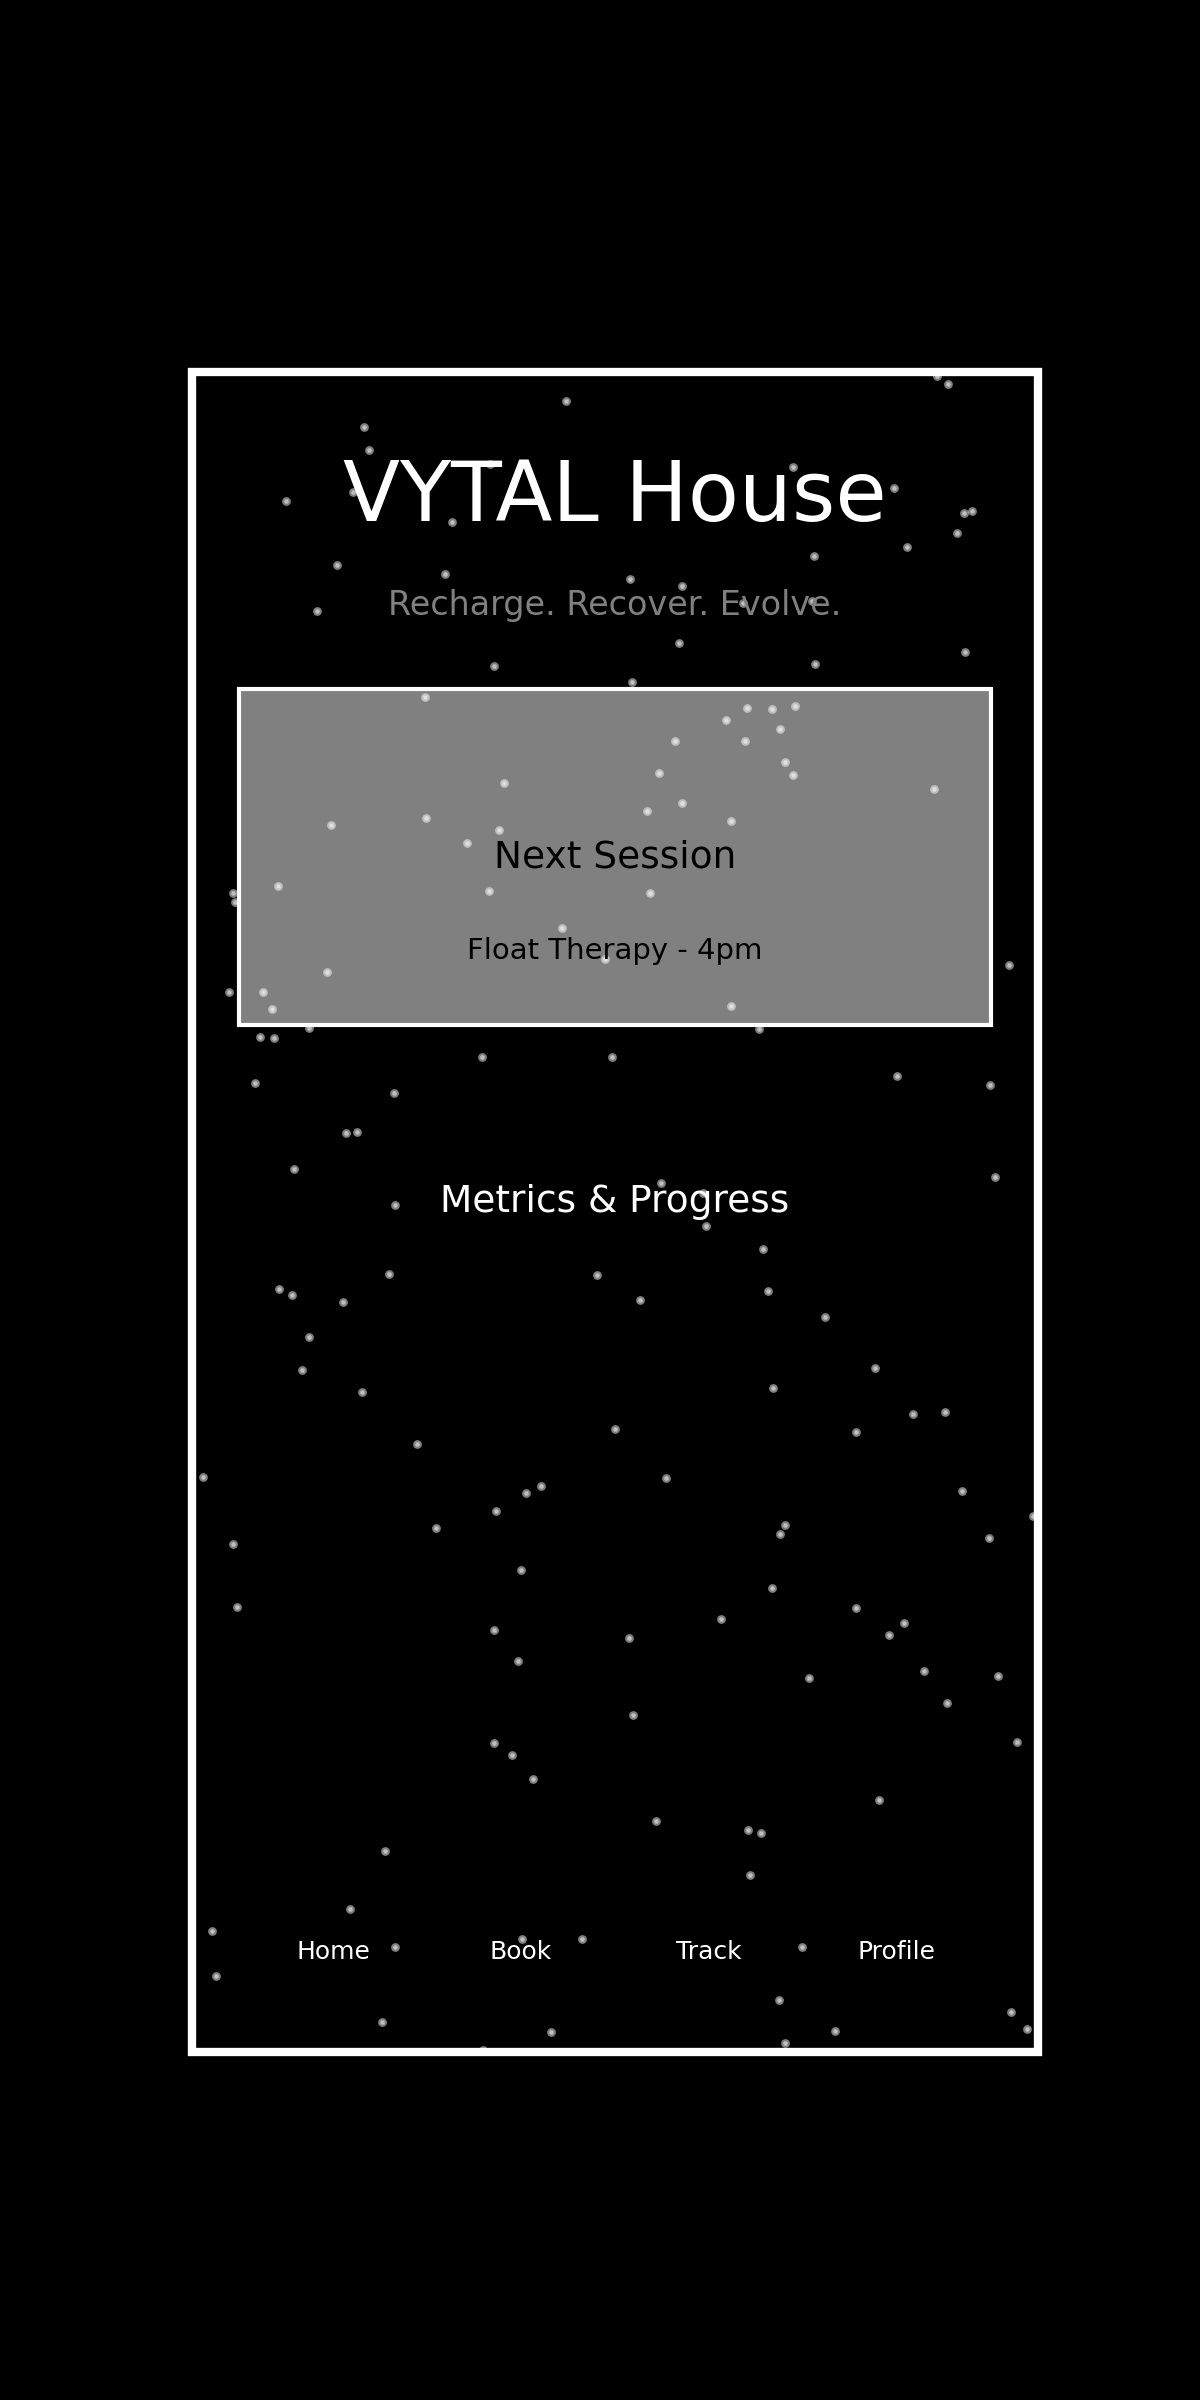 VYTAL House
Recharge. Recover. Evolve.
Next Session
Float Therapy - 4pm
Metrics & Progress
Home Book Track Profile